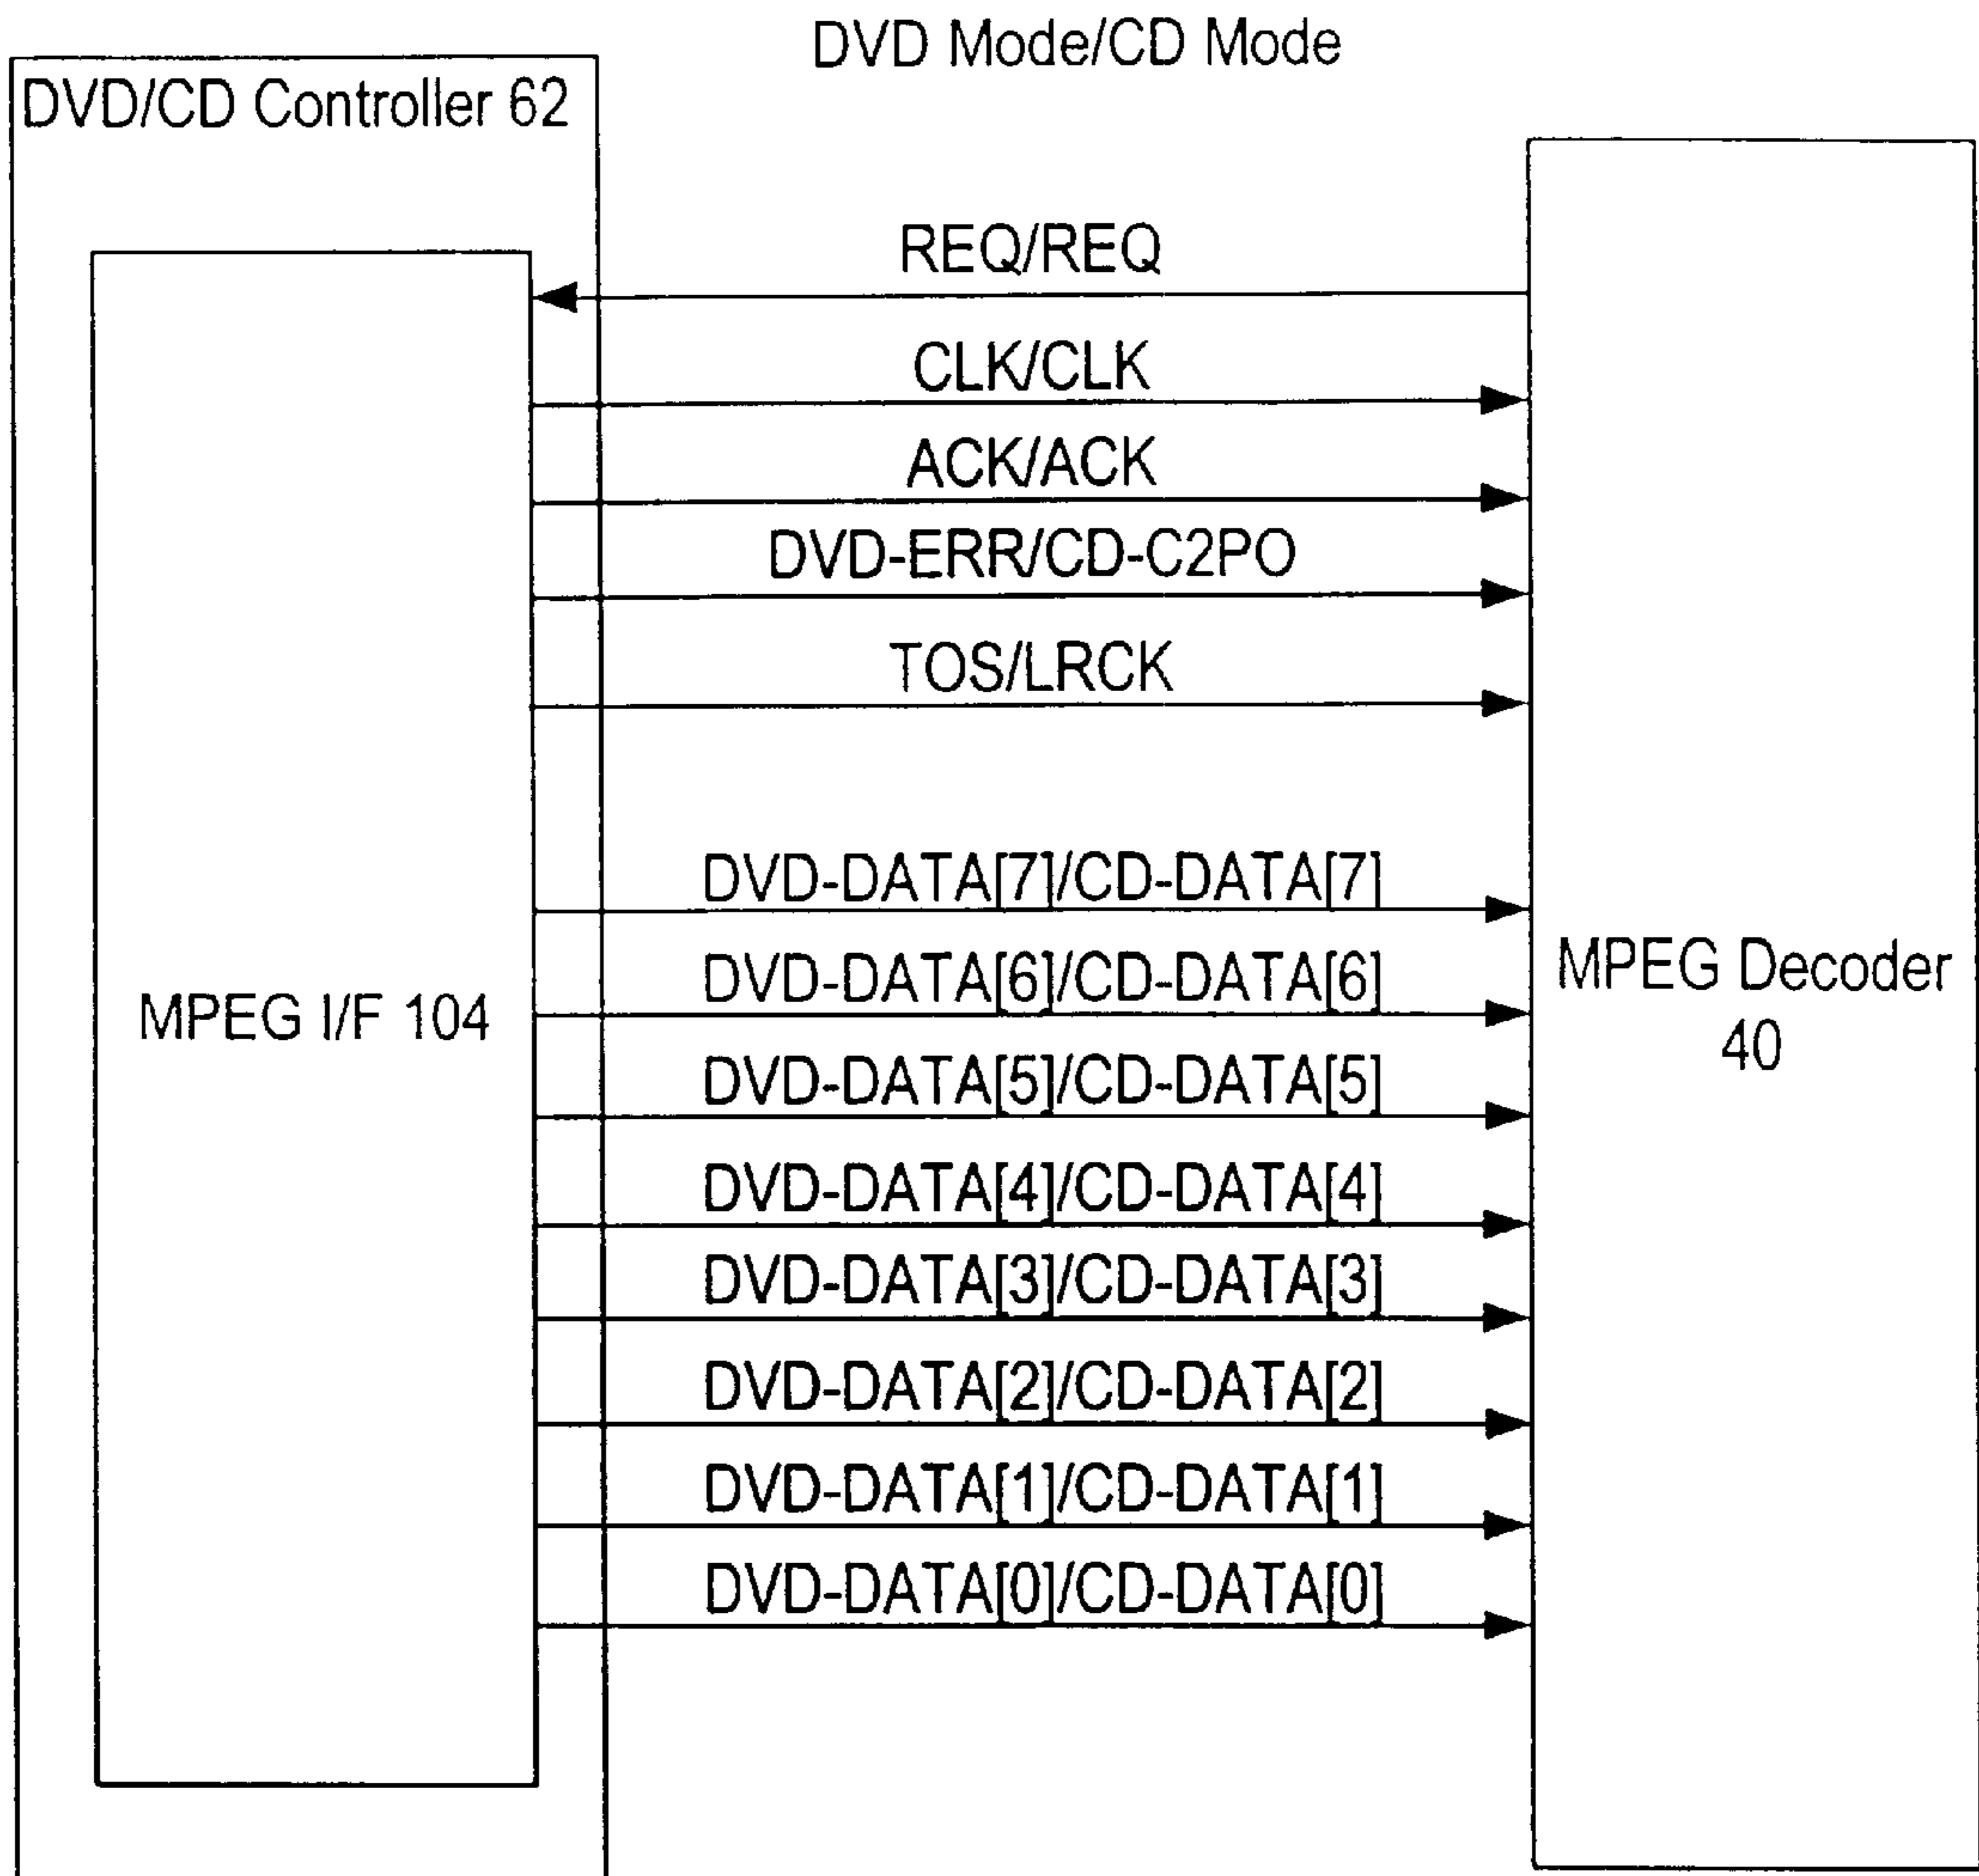 DVD Mode/CD Mode
DVD/CD Controller 62
REQ/REQ
CLK/CLK
ACK/ACK
DVD-ERR/CD-C2PO
TOS/LRCK
DVD-DATA[7]/CD-DATA[7]
DVD-DATA[6]/CD-DATA[6]
MPEG Decoder
40
MPEG I/F 104
DVD-DATA[5]/CD-DATA[5]
DVD-DATA[4]/CD-DATA[4]
DVD-DATA[3]/CD-DATA[3]
DVD-DATA[2]/CD-DATA[2]
DVD-DATA[1]/CD-DATA[1]
DVD-DATA[0]/CD-DATA[0]